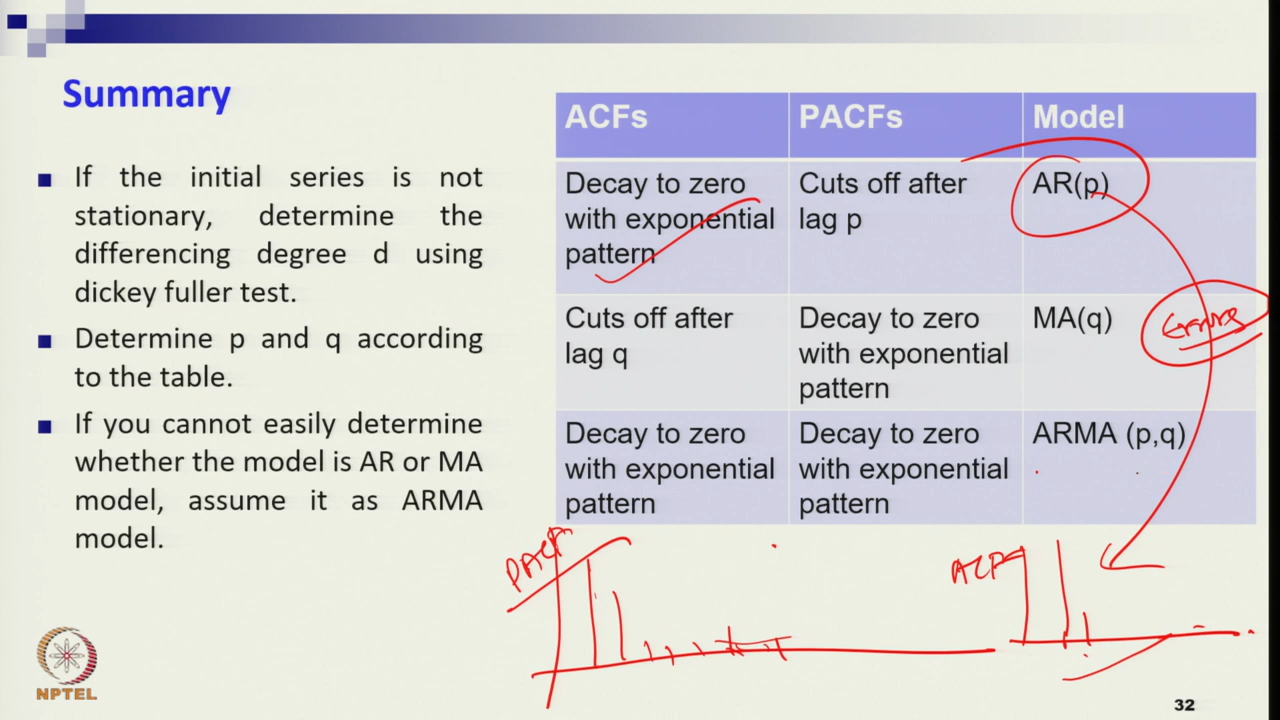 Summary
If the initial series is not
stationary, determine the
differencing degree d using
dickey fuller test.
Determine p and q according
to the table.
If you cannot easily determine
whether the model is AR or MA
model, assume it as ARMA
model.
ACFs PACFs Model
Decay to zero
with exponential
pattern
Cuts off after
lag p
AR(p)
Cuts off after
lag q
Decay to zero
with exponential
pattern
MA(q)
Errors
Decay to zero
with exponential
pattern
Decay to zero
with exponential
pattern
ARMA (p,q)
PACF
ACF
NPTEL
32